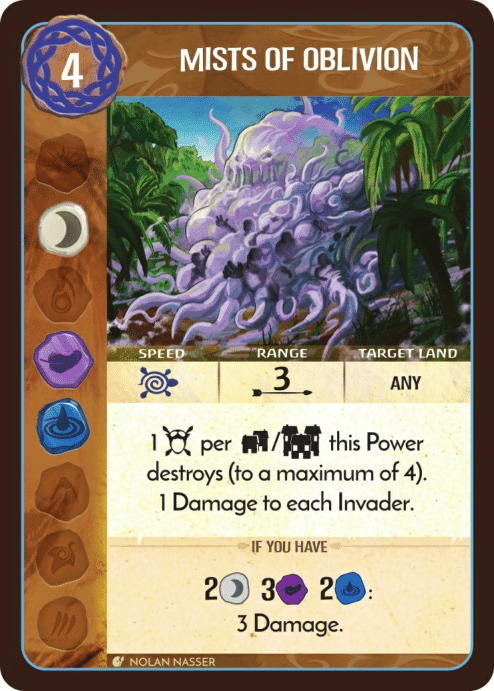 4
MISTS OF OBLIVION
SPEED RANGE TARGET LAND
3 ANY
1 per / this Power
destroys (to a maximum of 4).
1 Damage to each Invader.
IF YOU HAVE
2 3 2 :
3 Damage.
NOLAN NASSER